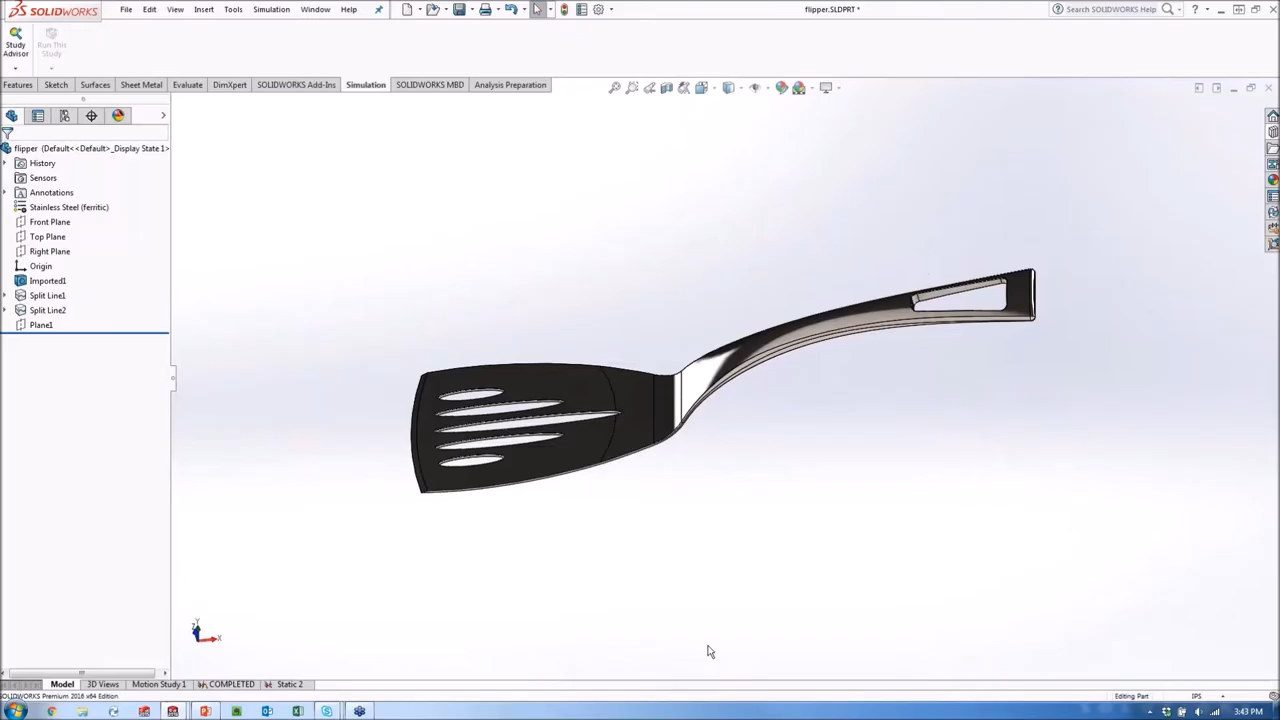 SOLIDWORKS File Edit View Insert Tools Simulation Window Help flipper.SLDPRT * Search SOLIDWORKS Help
Study Advisor
Run This Study
Features Sketch Surfaces Sheet Metal Evaluate DimXpert SOLIDWORKS Add-Ins Simulation SOLIDWORKS MBD Analysis Preparation
flipper (Default<<Default>_Display State 1>
History
Sensors
Annotations
Stainless Steel (ferritic)
Front Plane
Top Plane
Right Plane
Origin
Imported1
Split Line1
Split Line2
Plane1
Y
Z
X
Model 3D Views Motion Study 1 COMPLETED Static 2
SOLIDWORKS Premium 2016 x64 Edition Editing Part IPS
3:43 PM